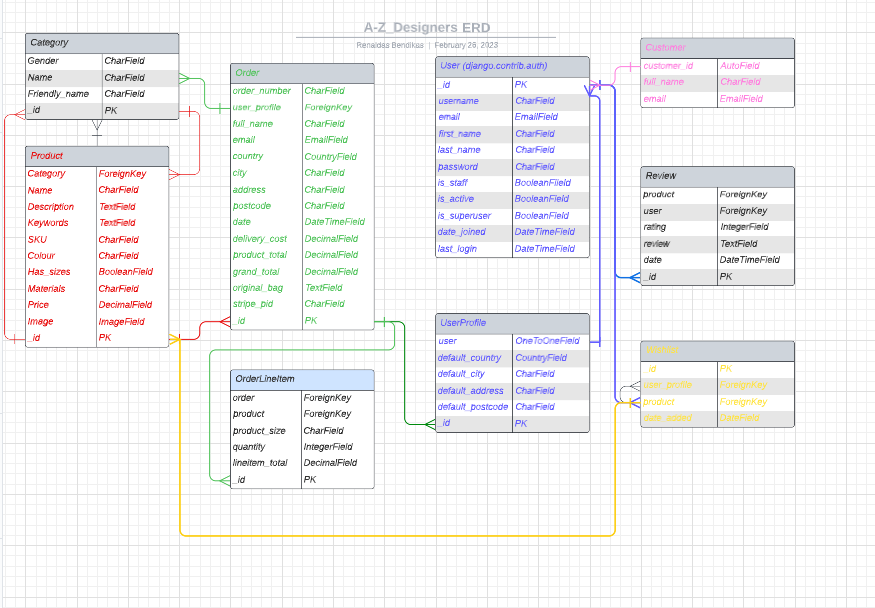 A-Z_Designers ERD
Renaldas Bendikas | February 26, 2023
Category
Gender CharField
Name CharField
Friendly_name CharField
_id PK
Product
Category ForeignKey
Name CharField
Description TextField
Keywords TextField
SKU CharField
Colour CharField
Has_sizes BooleanField
Materials CharField
Price DecimalField
Image ImageField
_id PK
Order
order_number CharField
user_profile ForeignKey
full_name CharField
email EmailField
country CountryField
city CharField
address CharField
postcode CharField
date DateTimeField
delivery_cost DecimalField
product_total DecimalField
grand_total DecimalField
original_bag TextField
stripe_pid CharField
_id PK
OrderLineItem
order ForeignKey
product ForeignKey
product_size CharField
quantity IntegerField
lineitem_total DecimalField
_id PK
User (django.contrib.auth)
_id PK
username CharField
email EmailField
first_name CharField
last_name CharField
password CharField
is_staff BooleanFiield
is_active BooleanField
is_superuser BooleanField
date_joined DateTimeField
last_login DateTimeField
UserProfile
user OneToOneField
default_country CountryField
default_city CharField
default_address CharField
default_postcode CharField
_id PK
Customer
customer_id AutoField
full_name CharField
email EmailField
Review
product ForeignKey
user ForeignKey
rating IntegerField
review TextField
date DateTimeField
_id PK
_id PK
user_profile ForeignKey
product ForeignKey
date_added DateField